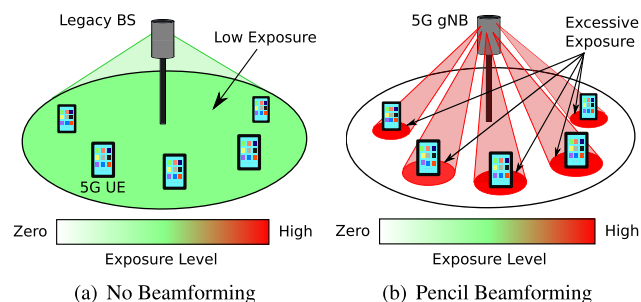 Legacy BS
Low Exposure
5G UE
Zero
High
Exposure Level
(a) No Beamforming
5G gNB
Excessive
Exposure
Zero
High
Exposure Level
(b) Pencil Beamforming